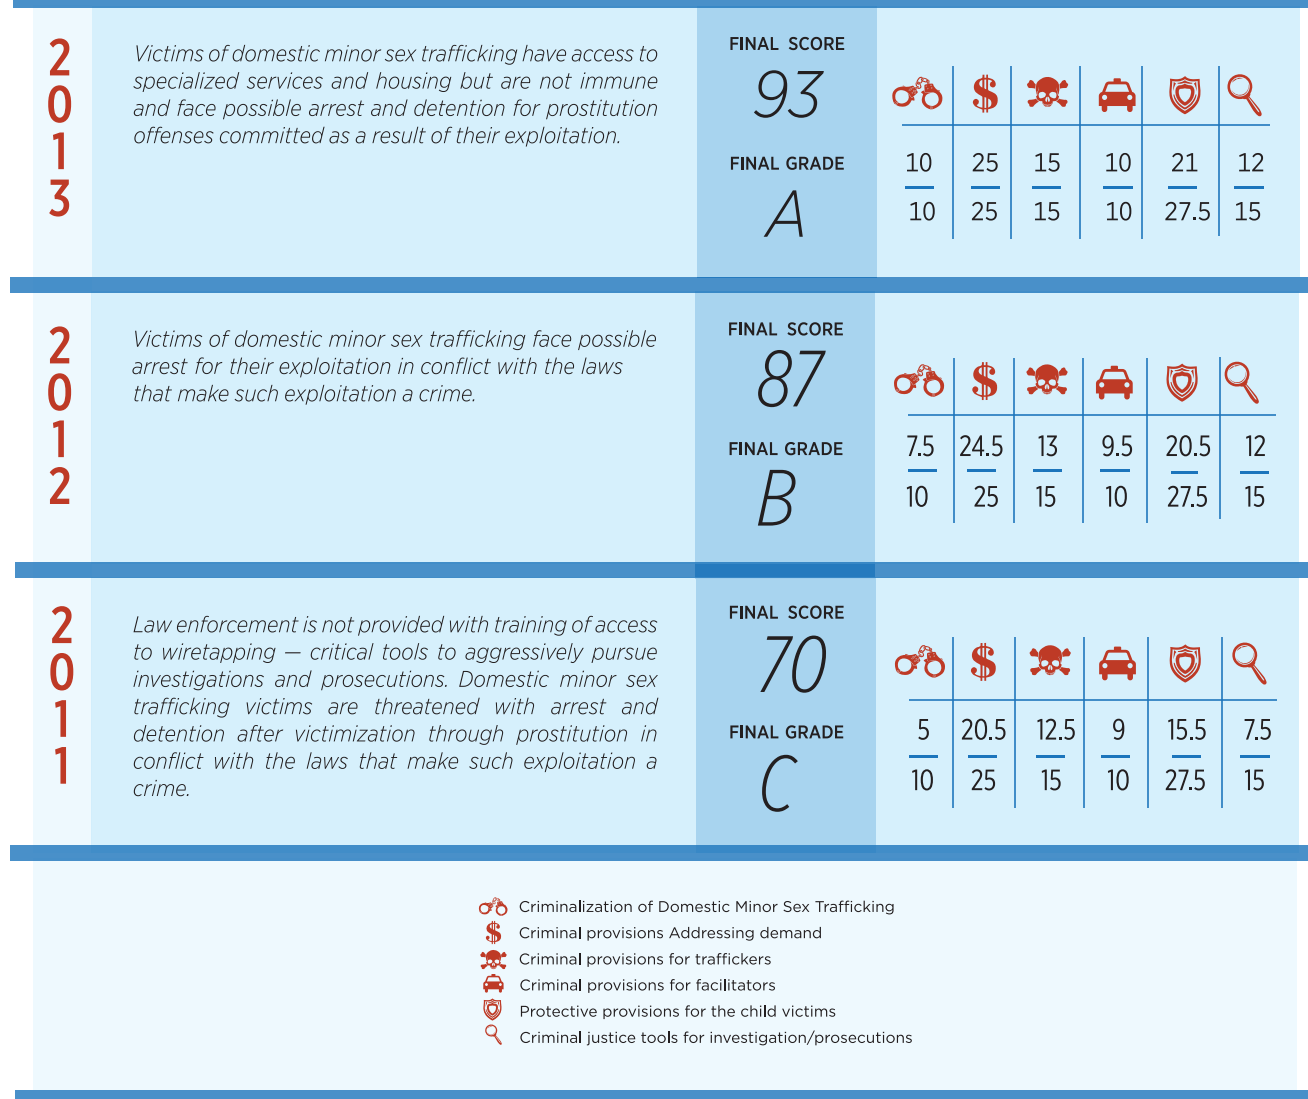 2013
Victims of domestic minor sex trafficking have access to
specialized services and housing but are not immune
and face possible arrest and detention for prostitution
offenses committed as a result of their exploitation.
FINAL SCORE
93
FINAL GRADE
A
10 25 15 10 21 12
10 25 15 10 27.5 15
2012
Victims of domestic minor sex trafficking face possible
arrest for their exploitation in conflict with the laws
that make such exploitation a crime.
FINAL SCORE
87
FINAL GRADE
B
7.5 24.5 13 9.5 20.5 12
10 25 15 10 27.5 15
2011
Law enforcement is not provided with training of access
to wiretapping — critical tools to aggressively pursue
investigations and prosecutions. Domestic minor sex
trafficking victims are threatened with arrest and
detention after victimization through prostitution in
conflict with the laws that make such exploitation a
crime.
FINAL SCORE
70
FINAL GRADE
C
5 20.5 12.5 9 15.5 7.5
10 25 15 10 27.5 15
Criminalization of Domestic Minor Sex Trafficking
$ Criminal provisions Addressing demand
Criminal provisions for traffickers
Criminal provisions for facilitators
Protective provisions for the child victims
Criminal justice tools for investigation/prosecutions